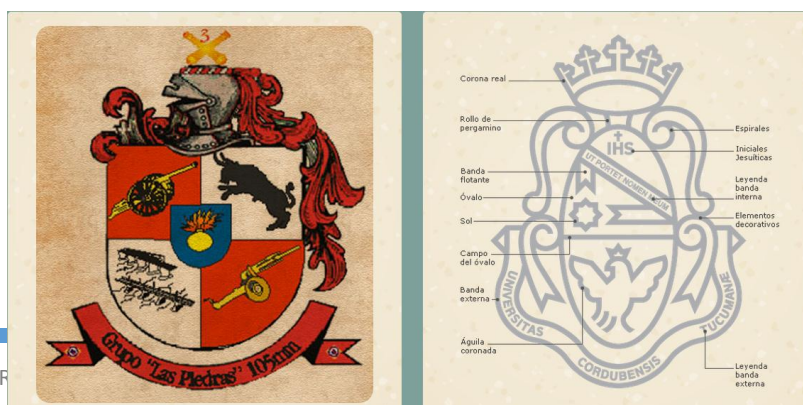 3
Grupo "Las Piedras" 105mm
R
Corona real
Rollo de
pergamino
Banda
flotante
Óvalo
Sol
Campo
del óvalo
Banda
externa
Águila
coronada
Espirales
Iniciales
Jesuíticas
Leyenda
banda
interna
Elementos
decorativos
Leyenda
banda
externa
IHS
UT PORTET NOMEN MEUM
UNIVERSITAS
CORDUBENSIS
TUCUMANÆ